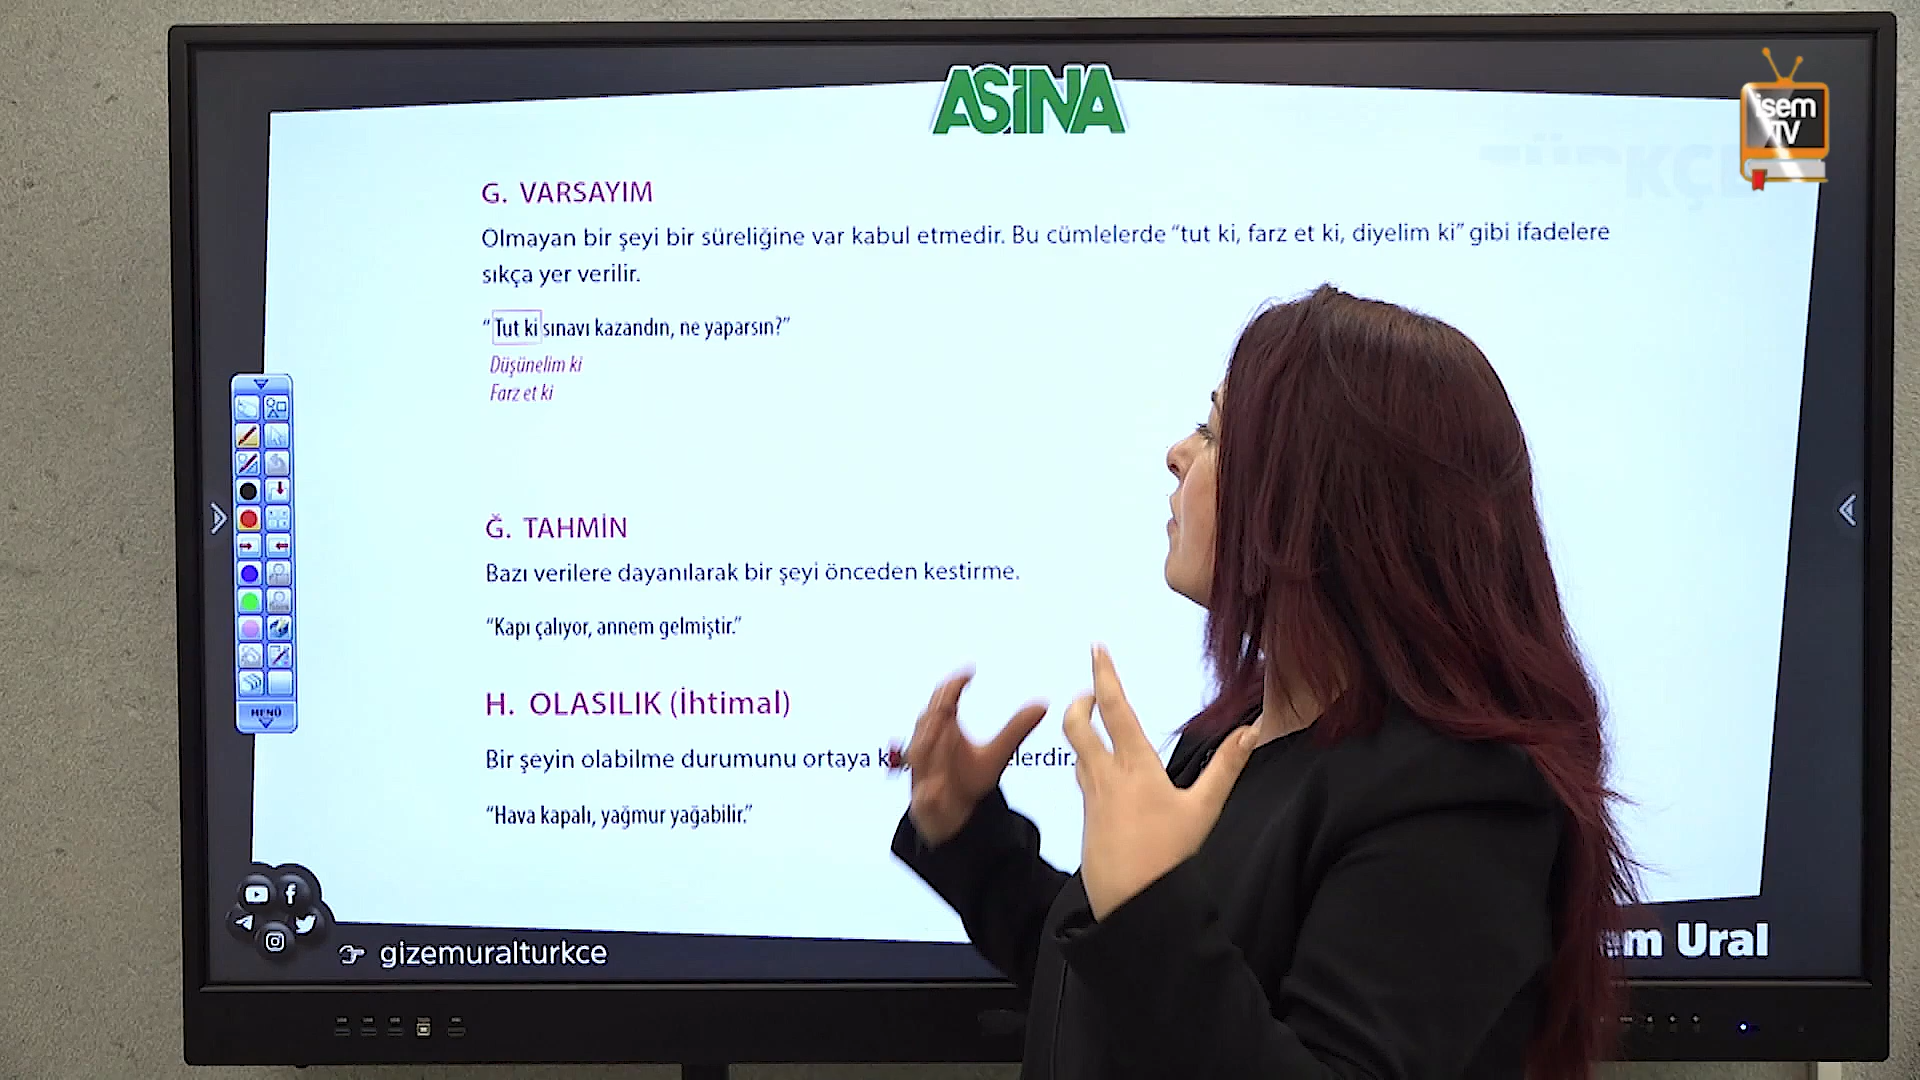 ASİNA
isem
TV
TÜRKÇE
G. VARSAYIM
Olmayan bir şeyi bir süreliğine var kabul etmedir. Bu cümlelerde “tut ki, farz et ki, diyelim ki” gibi ifadelere
sıkça yer verilir.
“Tut ki sınavı kazandın, ne yaparsın?”
Düşünelim ki
Farz et ki
Ğ. TAHMİN
Bazı verilere dayanılarak bir şeyi önceden kestirme.
“Kapı çalıyor, annem gelmiştir.”
H. OLASILIK (İhtimal)
Bir şeyin olabilme durumunu ortaya
“Hava kapalı, yağmur yağabilir.”
MENÜ
gizemuralturkce
em Ural